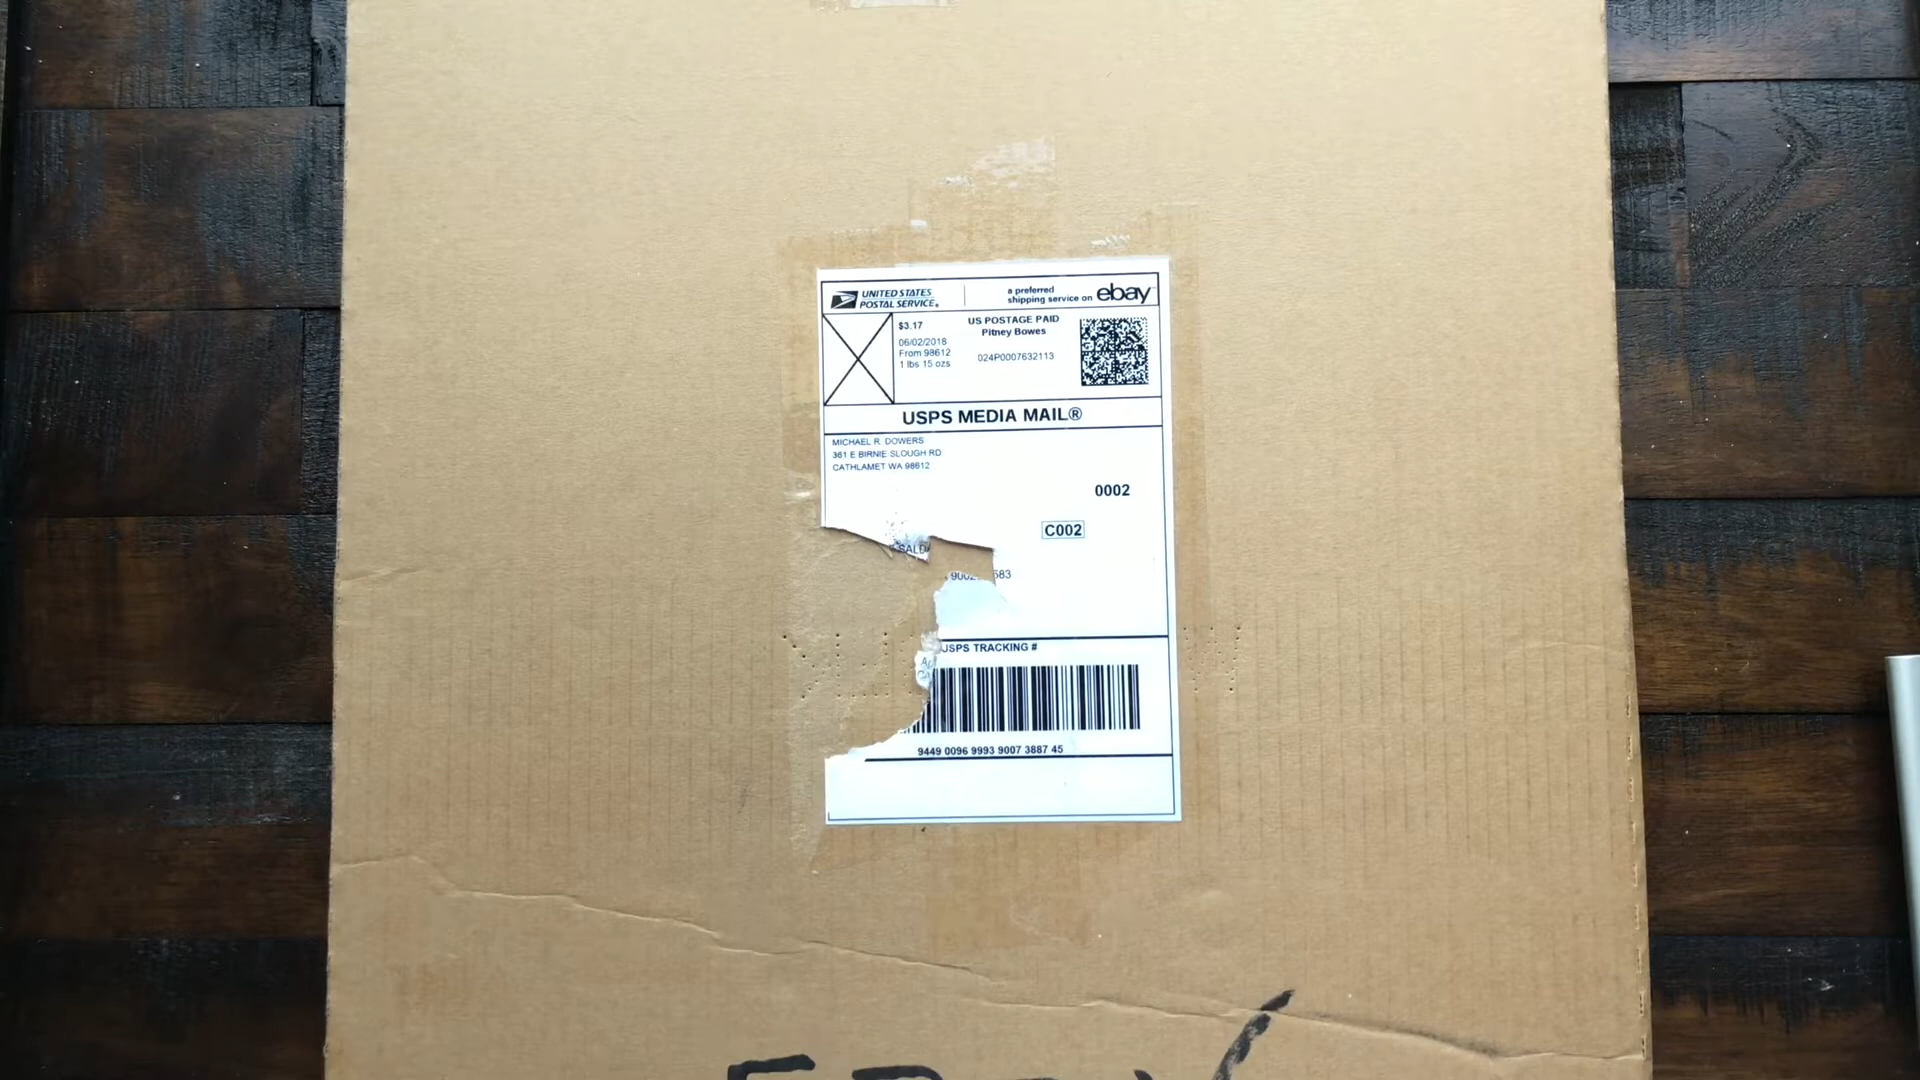 UNITED STATES
POSTAL SERVICE®
a preferred
shipping service on ebay
$3.17
US POSTAGE PAID
Pitney Bowes
06/02/2018
From 98612
1 lbs 15 ozs
024P0007632113
USPS MEDIA MAIL®
MICHAEL R. DOWERS
361 E BIRNIE SLOUGH RD
CATHLAMET WA 98612
0002
C002
SALD
USPS TRACKING #
9449 0096 9993 9007 3887 45